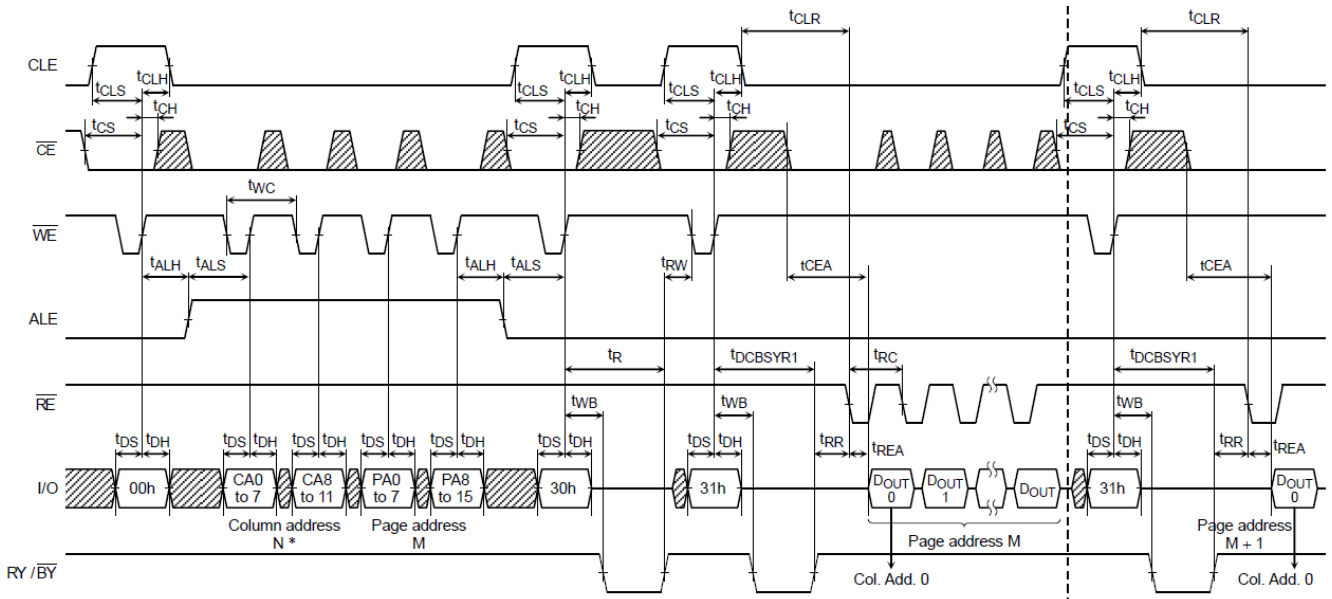 tCLR
tCLR
CLE
tCLS
tCLH
tCLS
tCLH
tCLS
tCLH
tCLS
tCLH
tCS
tCH
tCS
tCH
tCS
tCH
tCS
tCH
CE
tWC
WE
tALH
tALS
tALH
tALS
tRW
tCEA
tCEA
ALE
tR
tDCBSYR1
tRC
tDCBSYR1
RE
tWB
tWB
tWB
tDS
tDH
tDS
tDH
tDS
tDH
tDS
tDH
tDS
tDH
tDS
tDH
tDS
tDH
tRR
tREA
tDS
tDH
tRR
tREA
I/O
00h
CA0
to 7
CA8
to 11
PA0
to 7
PA8
to 15
30h
31h
DOUT
0
DOUT
1
DOUT
31h
DOUT
0
Column address
N *
Page address
M
Page address M
Page address
M + 1
RY / BY
Col. Add. 0
Col. Add. 0